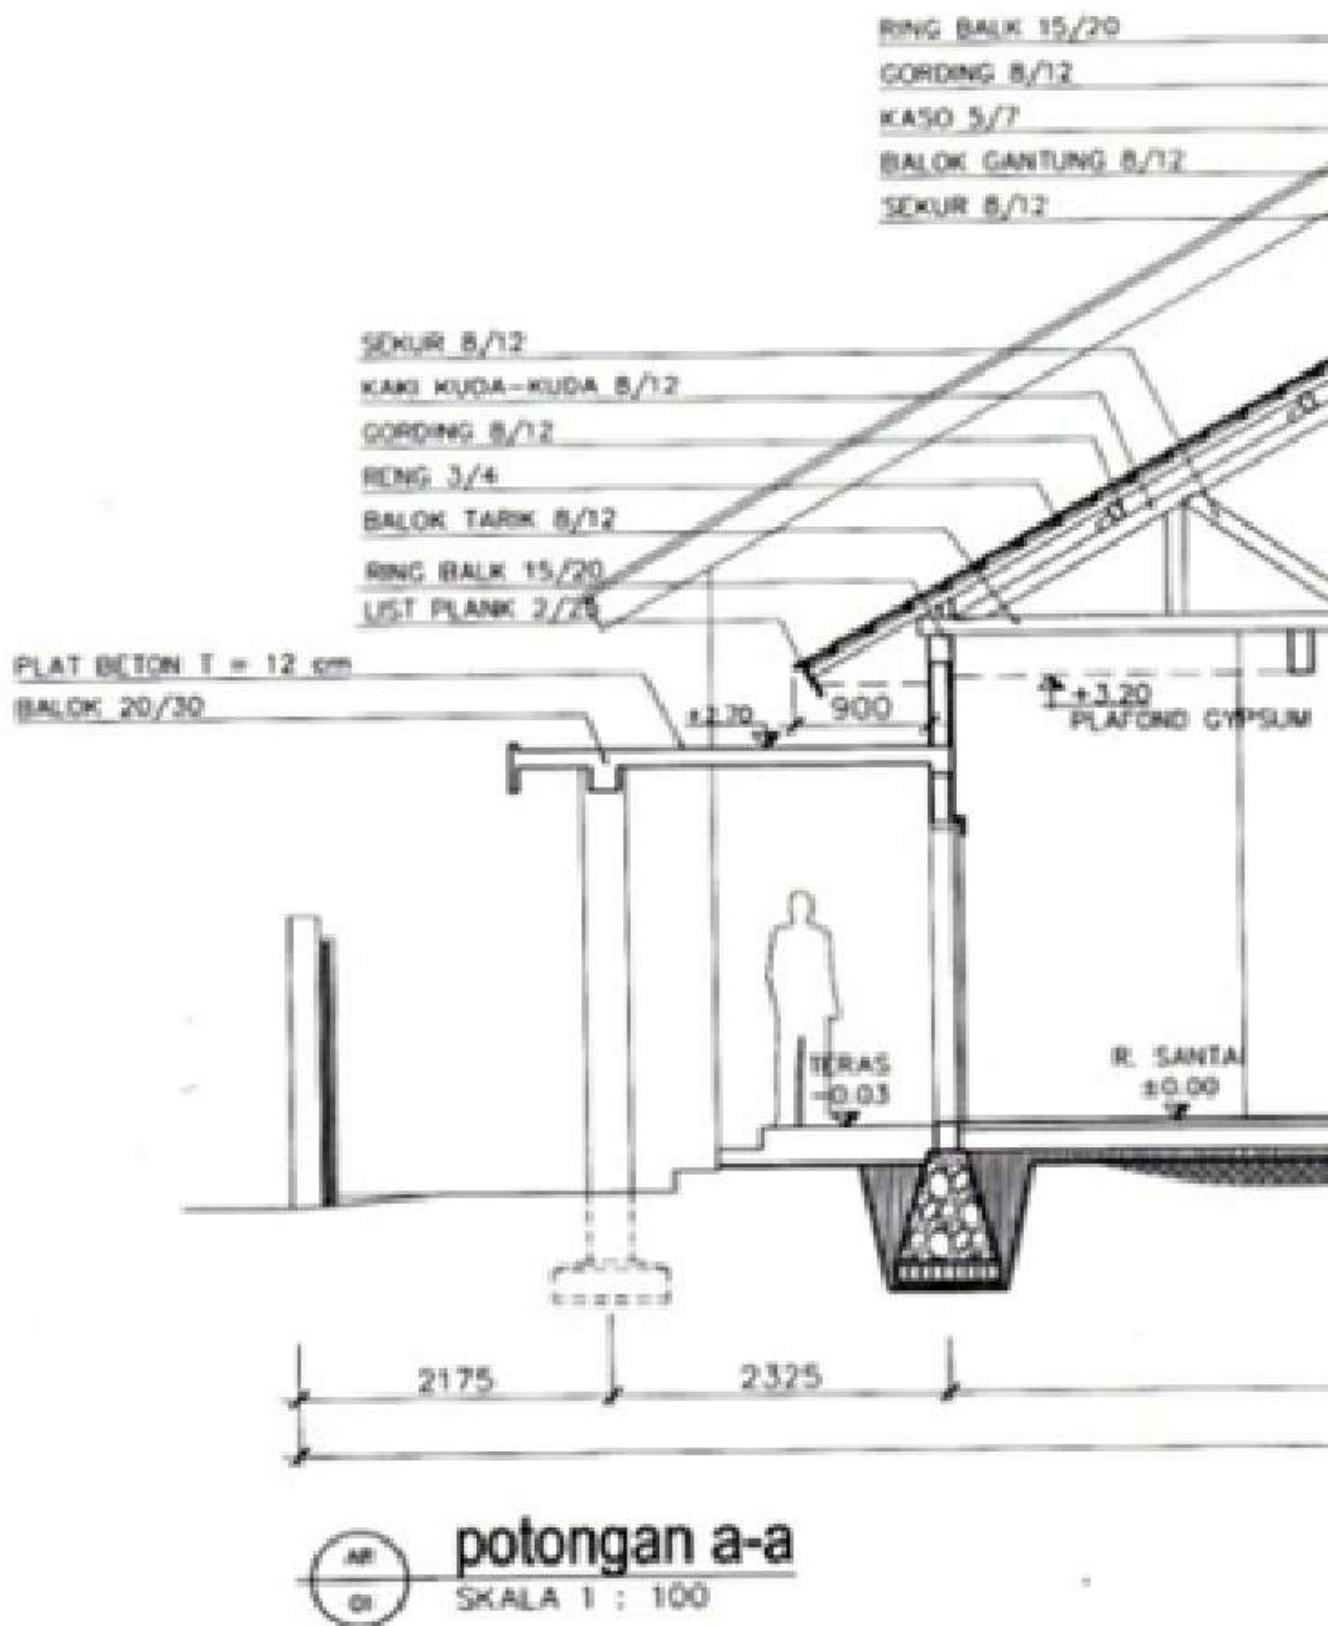 RING BALK 15/20
GORDING 8/12
KASO 5/7
BALOK GANTUNG 8/12
SEKUR 8/12
SEKUR 8/12
KAKI KUDA-KUDA 8/12
GORDING 8/12
RENG 3/4
BALOK TARIK 8/12
RING BALK 15/20
LIST PLANK 2/20
PLAT BETON T = 12 cm
BALOK 20/30
+2.70
900
+3.20
PLAFOND GYPSUM
TERAS
-0.03
R. SANTAI
±0.00
2175
2325
AR
01
potongan a-a
SKALA 1 : 100